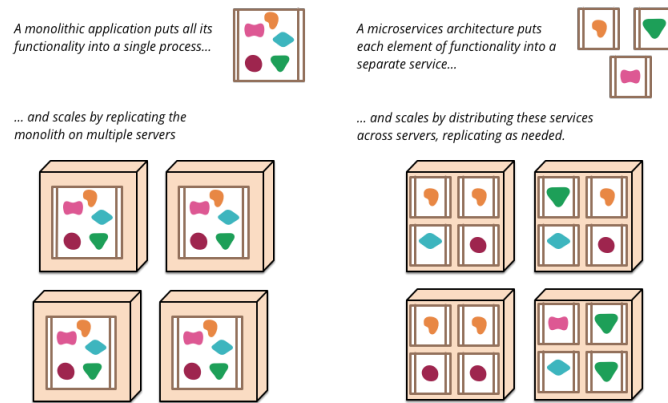 A monolithic application puts all its
functionality into a single process...
... and scales by replicating the
monolith on multiple servers
A microservices architecture puts
each element of functionality into a
separate service...
... and scales by distributing these services
across servers, replicating as needed.